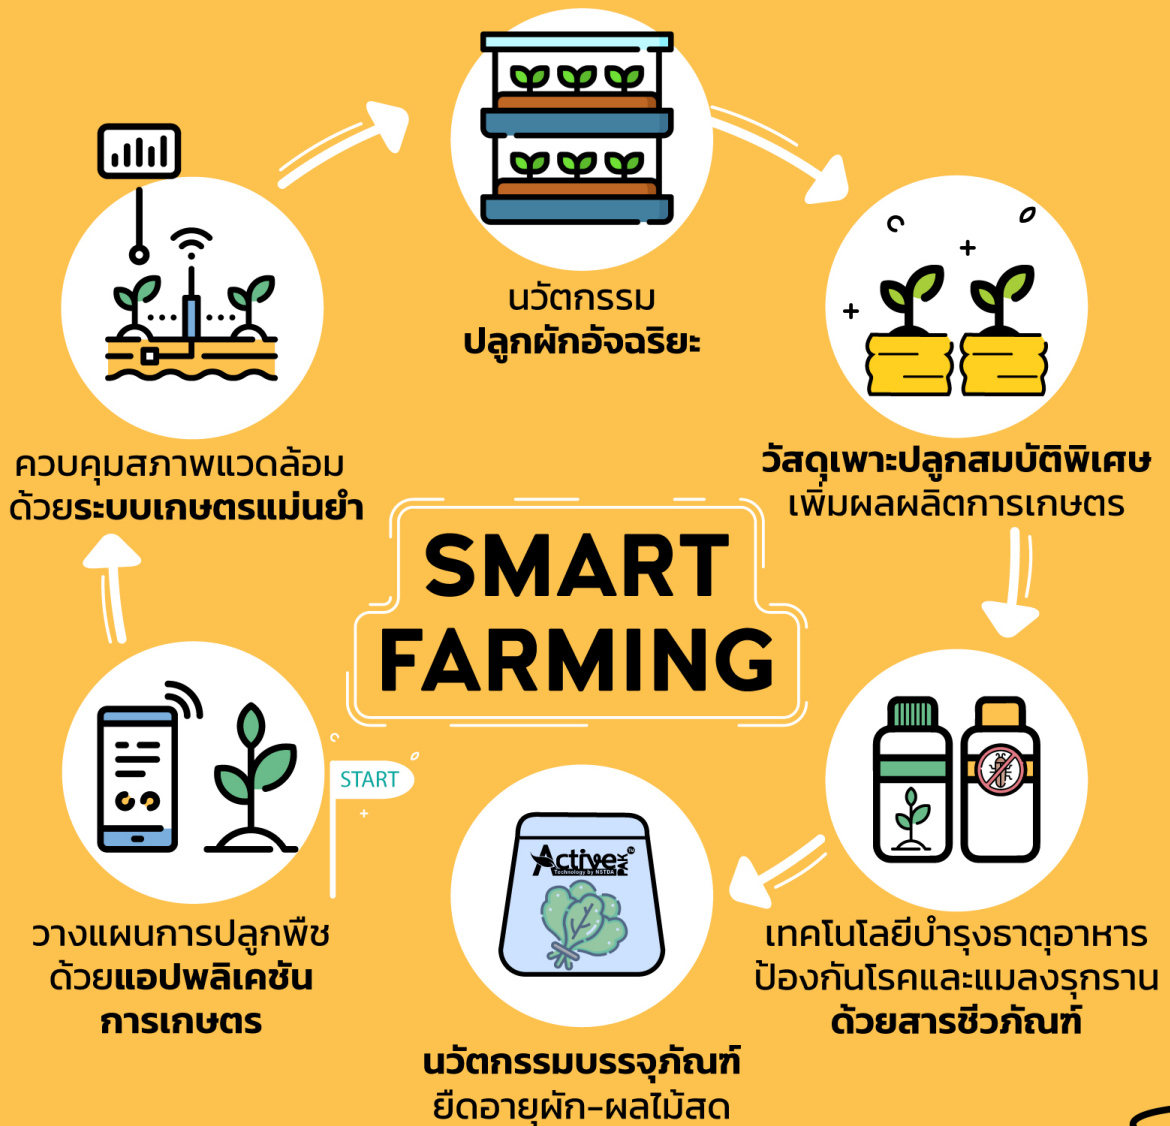 นวัตกรรม
ปลูกผักอัจฉริยะ
ควบคุมสภาพแวดล้อม
ด้วยระบบเกษตรแม่นยำ
วัสดุเพาะปลูกสมบัติพิเศษ
เพิ่มผลผลิตการเกษตร
SMART
FARMING
START
Active PAK
Technology by NSTDA
วางแผนการปลูกพืช
ด้วยแอปพลิเคชัน
การเกษตร
เทคโนโลยีบำรุงธาตุอาหาร
ป้องกันโรคและแมลงรุกราน
ด้วยสารชีวภัณฑ์
นวัตกรรมบรรจุภัณฑ์
ยืดอายุผัก-ผลไม้สด